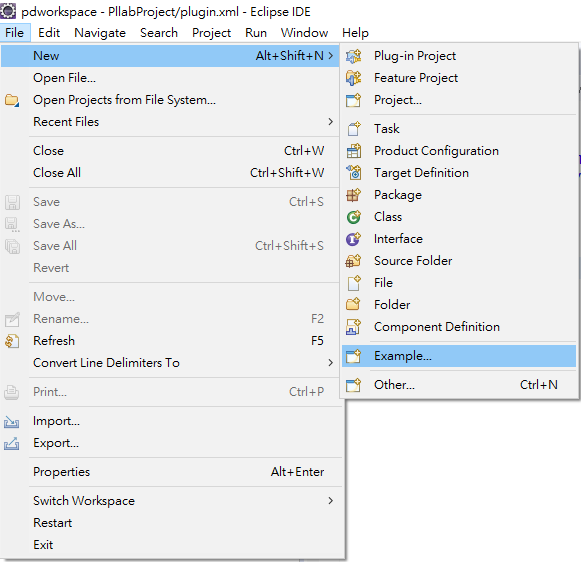 pdworkspace - PllabProject/plugin.xml - Eclipse IDE
File Edit Navigate Search Project Run Window Help
New Alt+Shift+N
Open File...
Open Projects from File System...
Recent Files
Close Ctrl+W
Close All Ctrl+Shift+W
Save Ctrl+S
Save As...
Save All Ctrl+Shift+S
Revert
Move...
Rename... F2
Refresh F5
Convert Line Delimiters To
Print... Ctrl+P
Import...
Export...
Properties Alt+Enter
Switch Workspace
Restart
Exit
Plug-in Project
Feature Project
Project...
Task
Product Configuration
Target Definition
Package
Class
Interface
Source Folder
File
Folder
Component Definition
Example...
Other... Ctrl+N